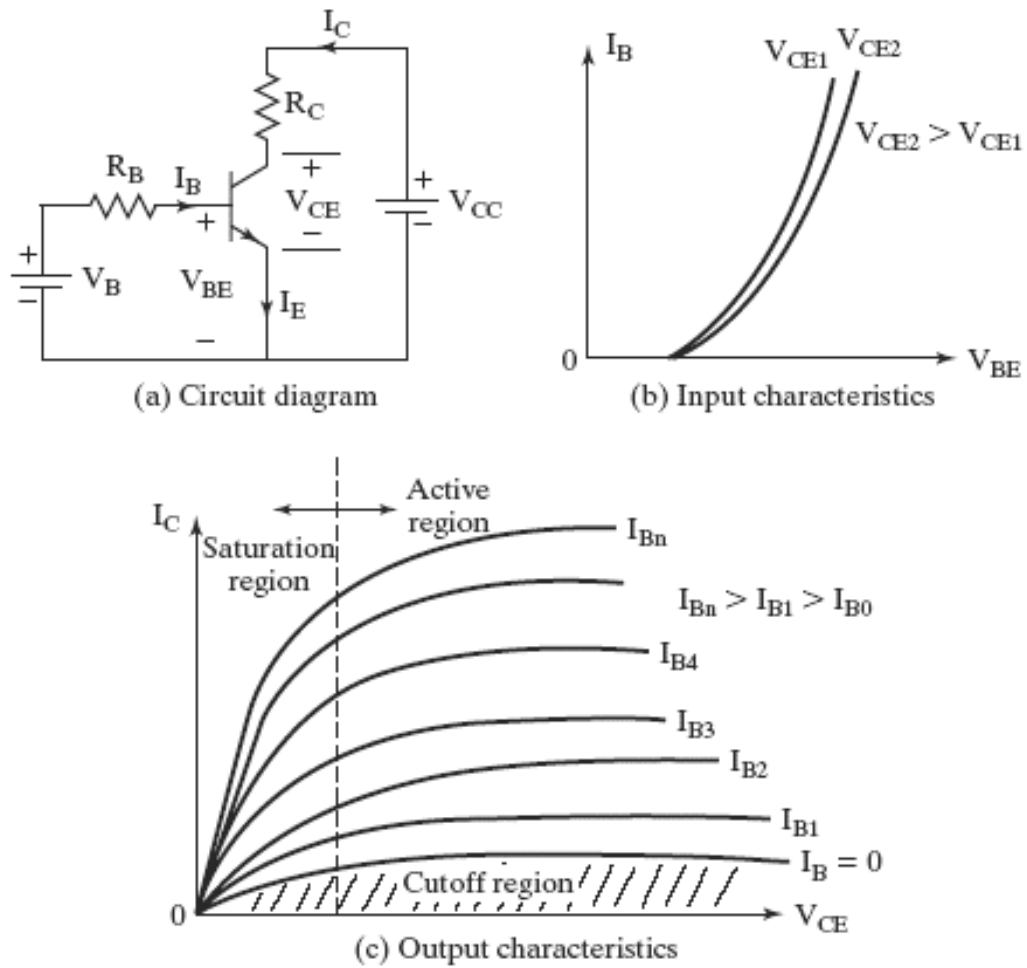 I_C
R_C
R_B
I_B
+
+
V_CE
−
+
V_CC
−
+
V_B
−
V_BE
−
I_E
(a) Circuit diagram
I_B
V_CE1
V_CE2
V_CE2 > V_CE1
0
V_BE
(b) Input characteristics
I_C
Saturation
region
Active
region
I_Bn
I_Bn > I_B1 > I_B0
I_B4
I_B3
I_B2
I_B1
I_B = 0
Cutoff region
0
V_CE
(c) Output characteristics